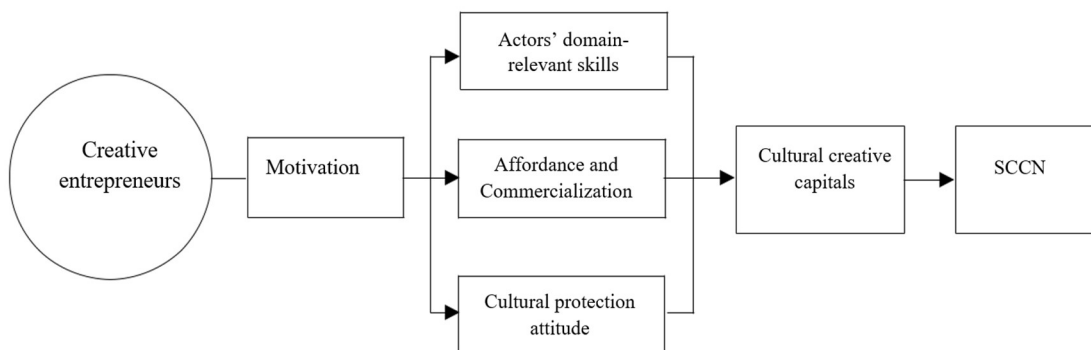 Creative
entrepreneurs
Motivation
Actors’ domain-
relevant skills
Affordance and
Commercialization
Cultural protection
attitude
Cultural creative
capitals
SCCN